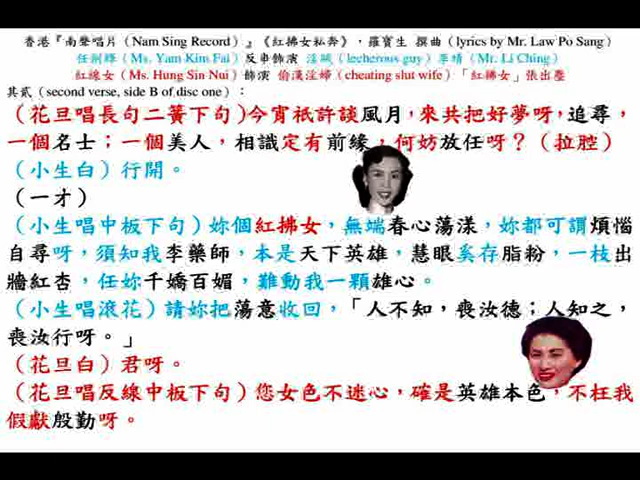 香港『南聲唱片（Nam Sing Record）』《紅拂女私奔》，羅寶生 撰曲（lyrics by Mr. Law Po Sang）
任劍輝（Ms. Yam Kim Fai）反串飾演 淫賊（lecherous guy）李靖（Mr. Li Ching）
紅線女（Ms. Hung Sin Nui）飾演 偷漢淫婦（cheating slut wife）「紅拂女」張出塵
其貳（second verse, side B of disc one）：
（花旦唱長句二簧下句）今宵祇許談風月，來共把好夢呀，追尋，
一個名士；一個美人，相識定有前緣，何妨放任呀？（拉腔）
（小生白）行開。
（一才）
（小生唱中板下句）妳個紅拂女，無端春心蕩漾，妳都可謂煩惱
自尋呀，須知我李藥師，本是天下英雄，慧眼奚存脂粉，一枝出
牆紅杏，任妳千嬌百媚，難動我一顆雄心。
（小生唱滾花）請妳把蕩意收回，「人不知，喪汝德；人知之，
喪汝行呀。」
（花旦白）君呀。
（花旦唱反線中板下句）您女色不迷心，確是英雄本色，不枉我
假獻殷勤呀。